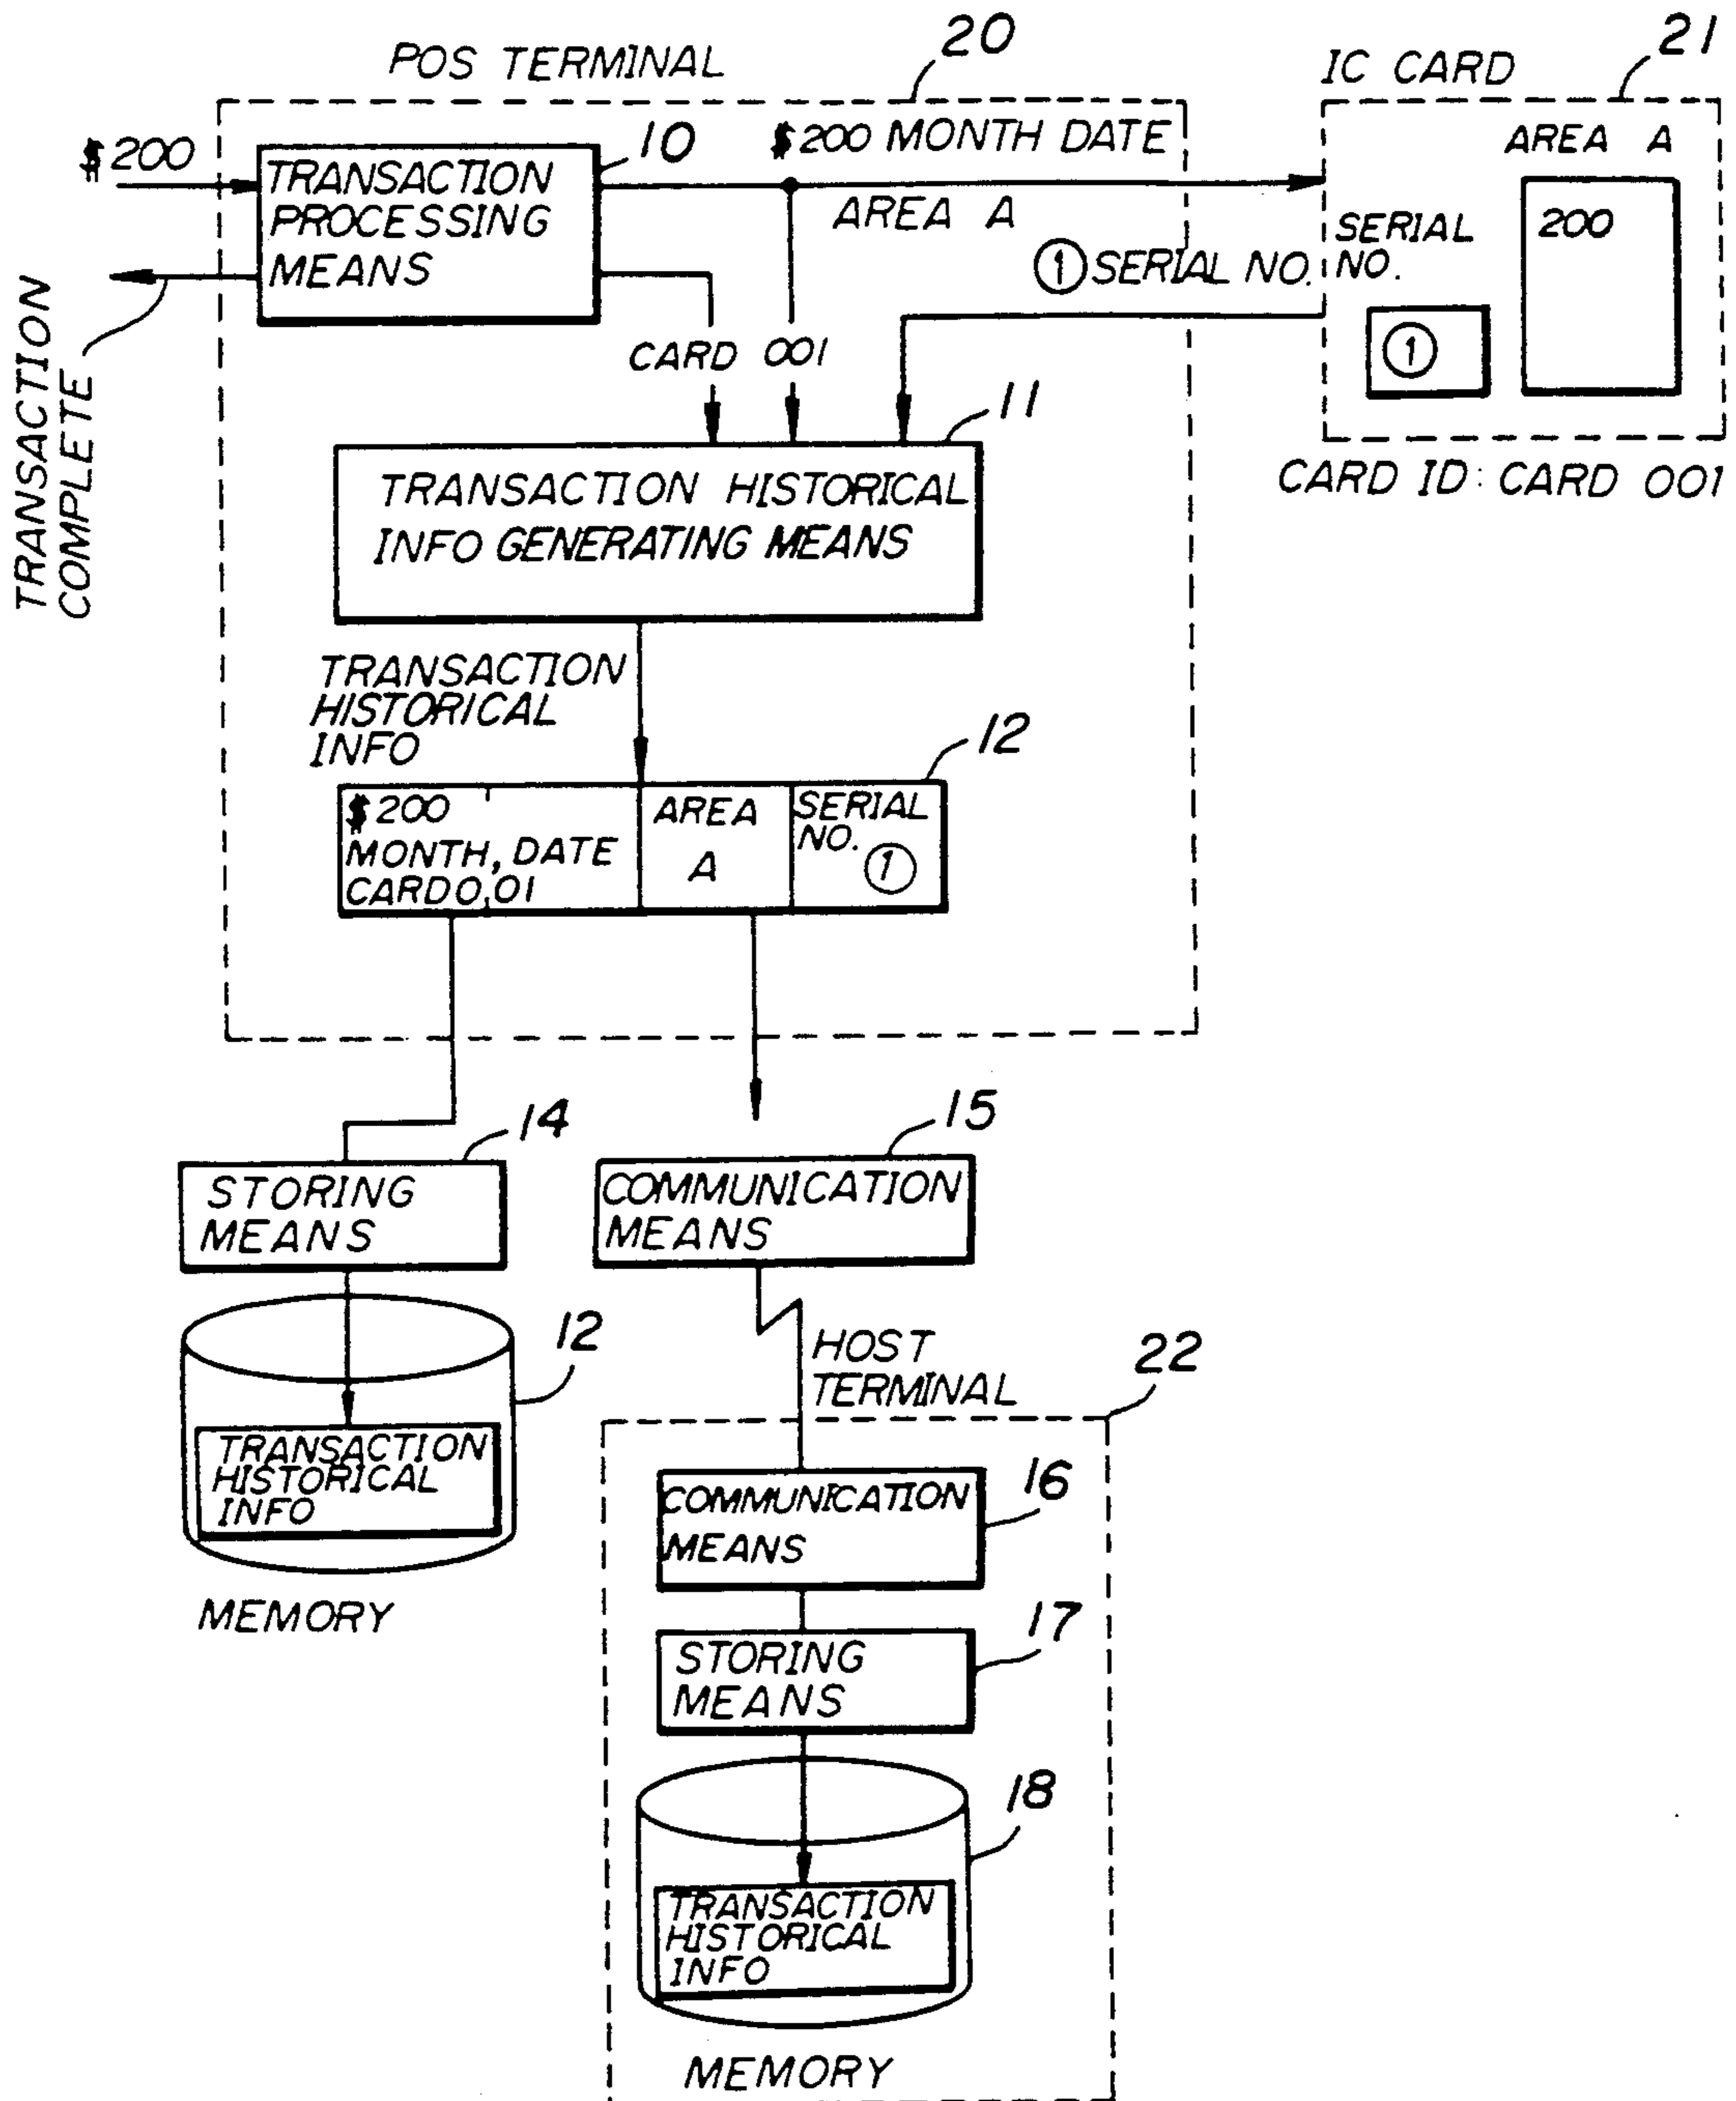 POS TERMINAL
20
IC CARD
21
$200
TRANSACTION
PROCESSING
MEANS
10
$200 MONTH DATE
AREA A
① SERIAL NO.
TRANSACTION
COMPLETE
CARD 001
AREA A
200
SERIAL
NO.
①
CARD ID: CARD 001
11
TRANSACTION HISTORICAL
INFO GENERATING MEANS
TRANSACTION
HISTORICAL
INFO
12
$200
MONTH, DATE
CARD0,01
AREA
A
SERIAL
NO.
①
14
STORING
MEANS
15
COMMUNICATION
MEANS
12
TRANSACTION
HISTORICAL
INFO
MEMORY
HOST
TERMINAL
22
COMMUNICATION
MEANS
16
STORING
MEANS
17
18
TRANSACTION
HISTORICAL
INFO
MEMORY